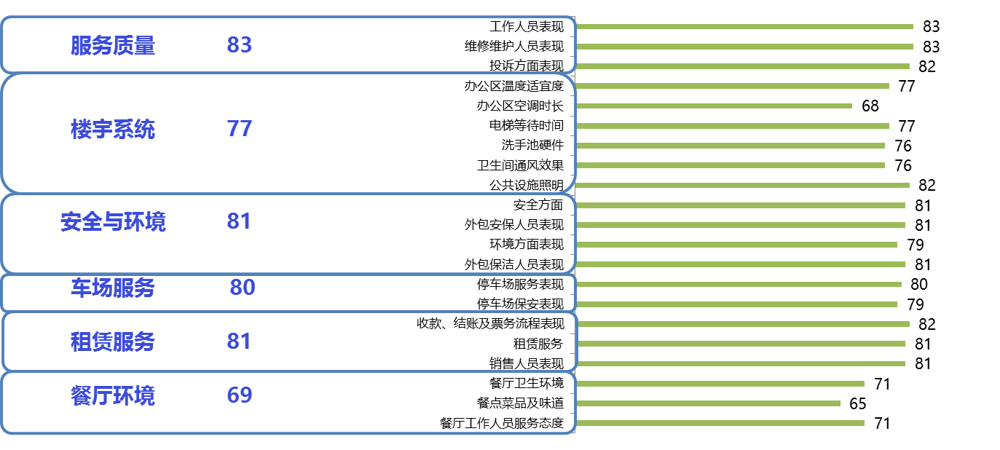 服务质量 83
工作人员表现 83
维修维护人员表现 83
投诉方面表现 82
楼宇系统 77
办公区温度适宜度 77
办公区空调时长 68
电梯等待时间 77
洗手池硬件 76
卫生间通风效果 76
公共设施照明 82
安全与环境 81
安全方面 81
外包安保人员表现 81
环境方面表现 79
外包保洁人员表现 81
车场服务 80
停车场服务表现 80
停车场保安表现 79
租赁服务 81
收款、结账及票务流程表现 82
租赁服务 81
销售人员表现 81
餐厅环境 69
餐厅卫生环境 71
餐点菜品及味道 65
餐厅工作人员服务态度 71